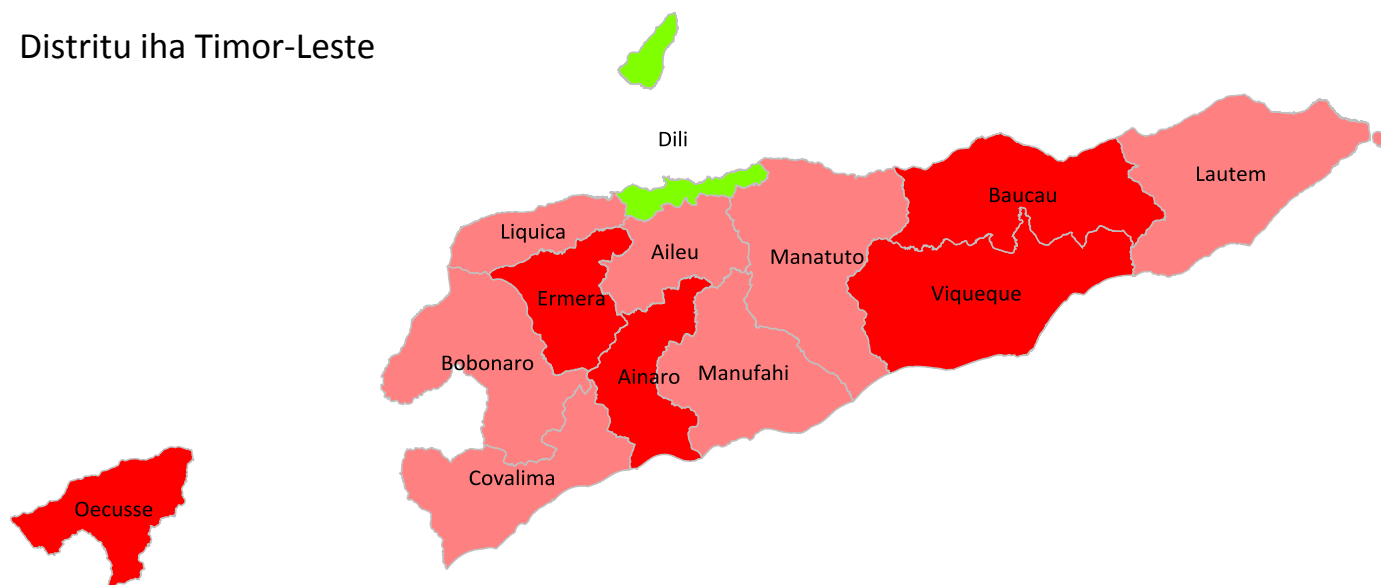 Distritu iha Timor-Leste
Dili
Lautem
Baucau
Liquica
Aileu
Manatuto
Ermera
Viqueque
Bobonaro
Ainaro
Manufahi
Covalima
Oecusse